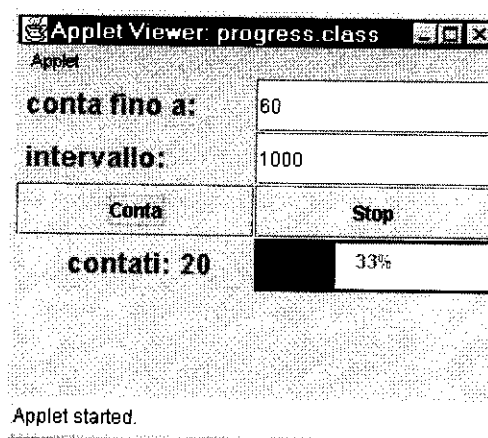 Applet Viewer: progress.class
Applet
conta fino a: 60
intervallo: 1000
Conta Stop
contati: 20 33%
Applet started.